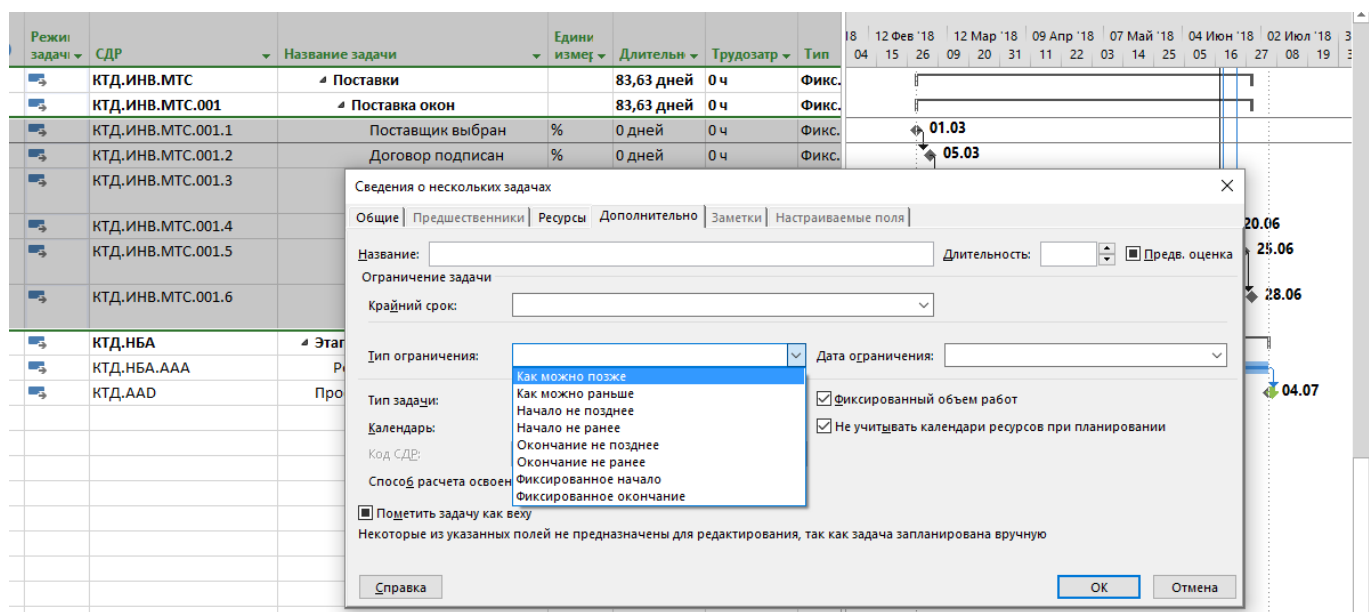 Режи
задачи
СДР
Название задачи
Едини
измер
Длительн
Трудозатр
Тип
18 12 Фев '18 12 Мар '18 09 Апр '18 07 Май '18 04 Июн '18 02 Июл '18 3
04 15 26 09 20 31 11 22 03 14 25 05 16 27 08 19
КТД.ИНВ.МТС Поставки 83,63 дней 0 ч Фикс.
КТД.ИНВ.МТС.001 Поставка окон 83,63 дней 0 ч Фикс.
КТД.ИНВ.МТС.001.1 Поставщик выбран % 0 дней 0 ч Фикс. 01.03
КТД.ИНВ.МТС.001.2 Договор подписан % 0 дней 0 ч Фикс. 05.03
КТД.ИНВ.МТС.001.3
КТД.ИНВ.МТС.001.4 20.06
КТД.ИНВ.МТС.001.5 25.06
КТД.ИНВ.МТС.001.6 28.06
КТД.НБА Этап
КТД.НБА.ААА Р
КТД.AAD Про 04.07
Сведения о нескольких задачах
Общие Предшественники Ресурсы Дополнительно Заметки Настраиваемые поля
Название: Длительность: Предв. оценка
Ограничение задачи
Крайний срок:
Тип ограничения: Дата ограничения:
Как можно позже
Как можно раньше
Начало не позднее
Начало не ранее
Окончание не позднее
Окончание не ранее
Фиксированное начало
Фиксированное окончание
Тип задачи: Фиксированный объем работ
Календарь: Не учитывать календари ресурсов при планировании
Код СДР:
Способ расчета освоен
Пометить задачу как веху
Некоторые из указанных полей не предназначены для редактирования, так как задача запланирована вручную
Справка ОК Отмена